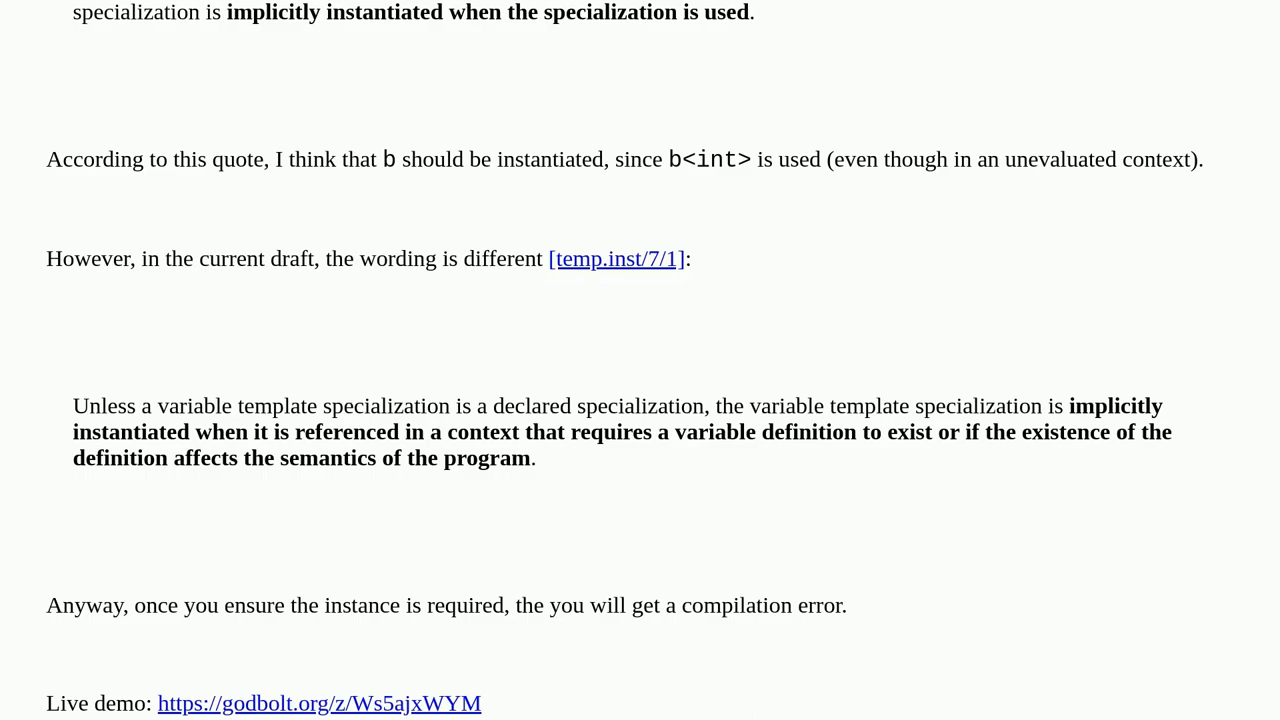 specialization is implicitly instantiated when the specialization is used.
According to this quote, I think that b should be instantiated, since b<int> is used (even though in an unevaluated context).
However, in the current draft, the wording is different [temp.inst/7/1]:
Unless a variable template specialization is a declared specialization, the variable template specialization is implicitly
instantiated when it is referenced in a context that requires a variable definition to exist or if the existence of the
definition affects the semantics of the program.
Anyway, once you ensure the instance is required, the you will get a compilation error.
Live demo: https://godbolt.org/z/Ws5ajxWYM